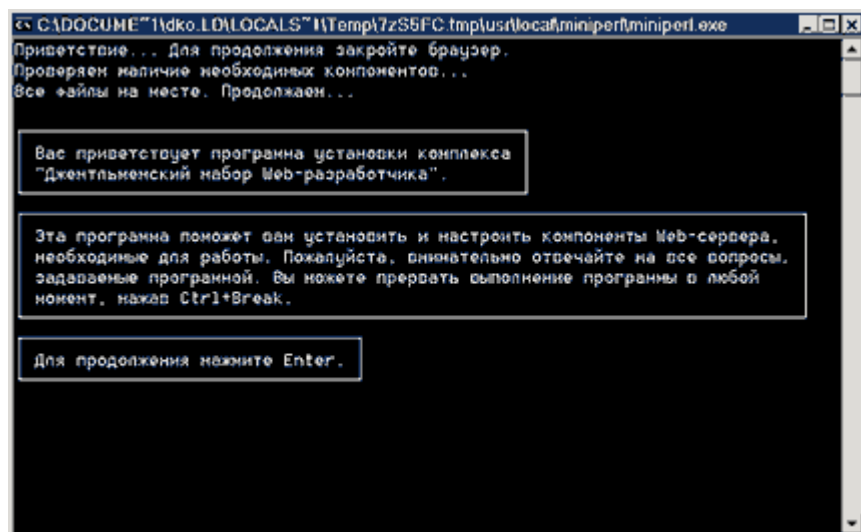 C:\DOCUME~1\dko.LD\LOCALS~1\Temp\7zS5FC.tmp\usr\local\miniperl\miniperl.exe
Приветствие... Для продолжения закройте браузер.
Проверяем наличие необходимых компонентов...
Все файлы на месте. Продолжаем...
Вас приветствует программа установки комплекса
"Джентльменский набор Web-разработчика".
Эта программа поможет вам установить и настроить компоненты Web-сервера,
необходимые для работы. Пожалуйста, внимательно отвечайте на все вопросы,
задаваемые программой. Вы можете прервать выполнение программы в любой
момент, нажав Ctrl+Break.
Для продолжения нажмите Enter.